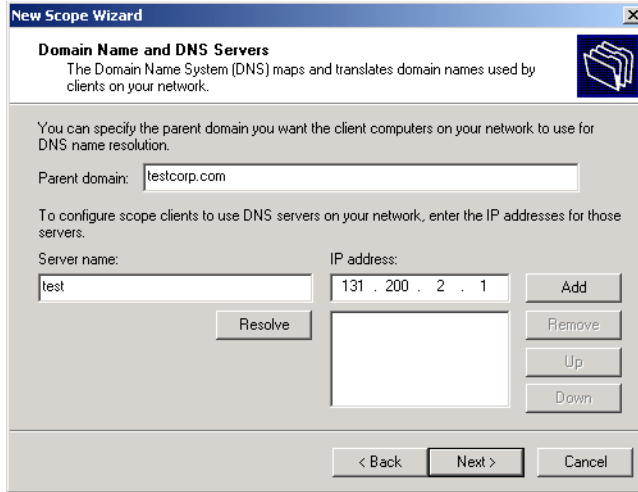 New Scope Wizard
Domain Name and DNS Servers
The Domain Name System (DNS) maps and translates domain names used by
clients on your network.
You can specify the parent domain you want the client computers on your network to use for
DNS name resolution.
Parent domain: testcorp.com
To configure scope clients to use DNS servers on your network, enter the IP addresses for those
servers.
Server name: IP address:
test 131 . 200 . 2 . 1 Add
Resolve Remove
Up
Down
< Back Next > Cancel